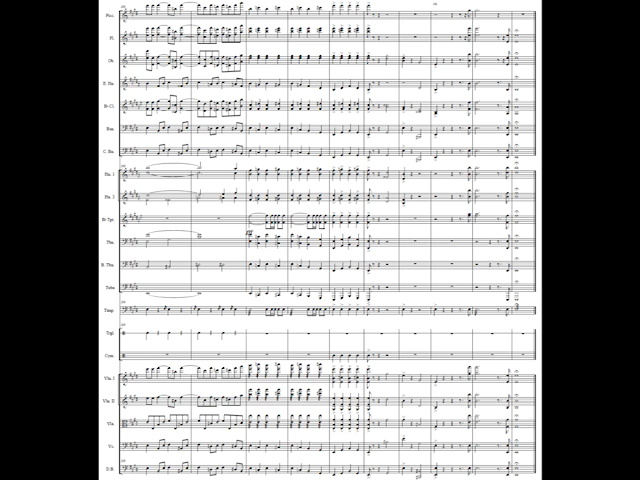 Picc.
Fl.
Ob.
E. Hn.
B♭ Cl.
Bsn.
C. Bn.
Hn. 1
Hn. 2
B♭ Tpt.
Tbn.
B. Tbn.
Tuba
Timp.
Trgl.
Cym.
Vln. I
Vln. II
Vla.
Vc.
D.B.